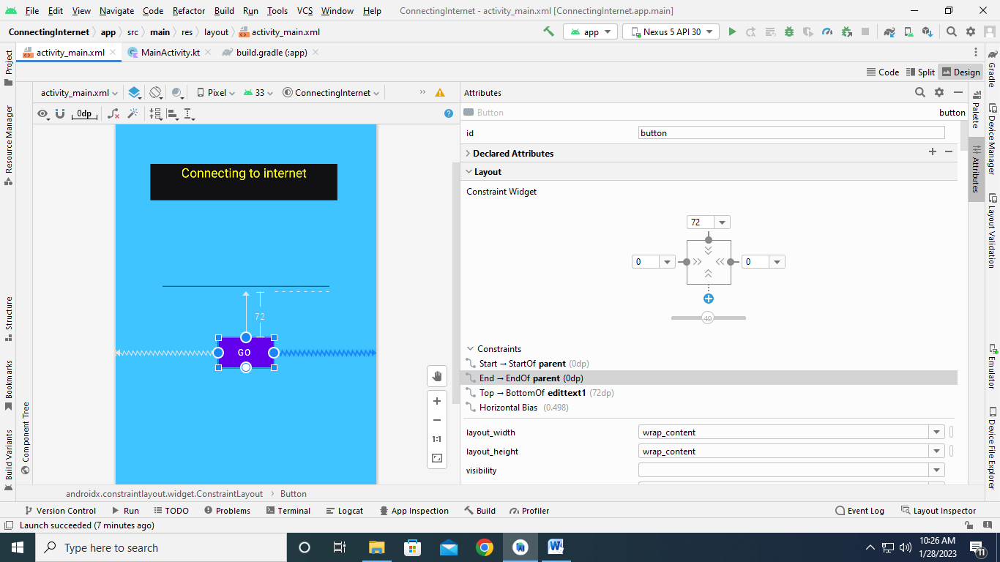 File Edit View Navigate Code Refactor Build Run Tools VCS Window Help ConnectingInternet - activity_main.xml [ConnectingInternet.app.main]
ConnectingInternet app src main res layout activity_main.xml app Nexus 5 API 30
activity_main.xml MainActivity.kt build.gradle (:app)
Code Split Design
activity_main.xml Pixel 33 ConnectingInternet
0dp
Connecting to internet
72
GO
1:1
Attributes
Button button
id button
Declared Attributes
Layout
Constraint Widget
72
0 0
49
Constraints
Start → StartOf parent (0dp)
End → EndOf parent (0dp)
Top → BottomOf edittext1 (72dp)
Horizontal Bias (0.498)
layout_width wrap_content
layout_height wrap_content
visibility
Project
Resource Manager
Structure
Bookmarks
Build Variants
Component Tree
Palette
Attributes
Gradle
Device Manager
Layout Validation
Emulator
Device File Explorer
androidx.constraintlayout.widget.ConstraintLayout Button
Version Control Run TODO Problems Terminal Logcat App Inspection Build Profiler Event Log Layout Inspector
Launch succeeded (7 minutes ago)
Type here to search
W
10:26 AM
1/28/2023
11